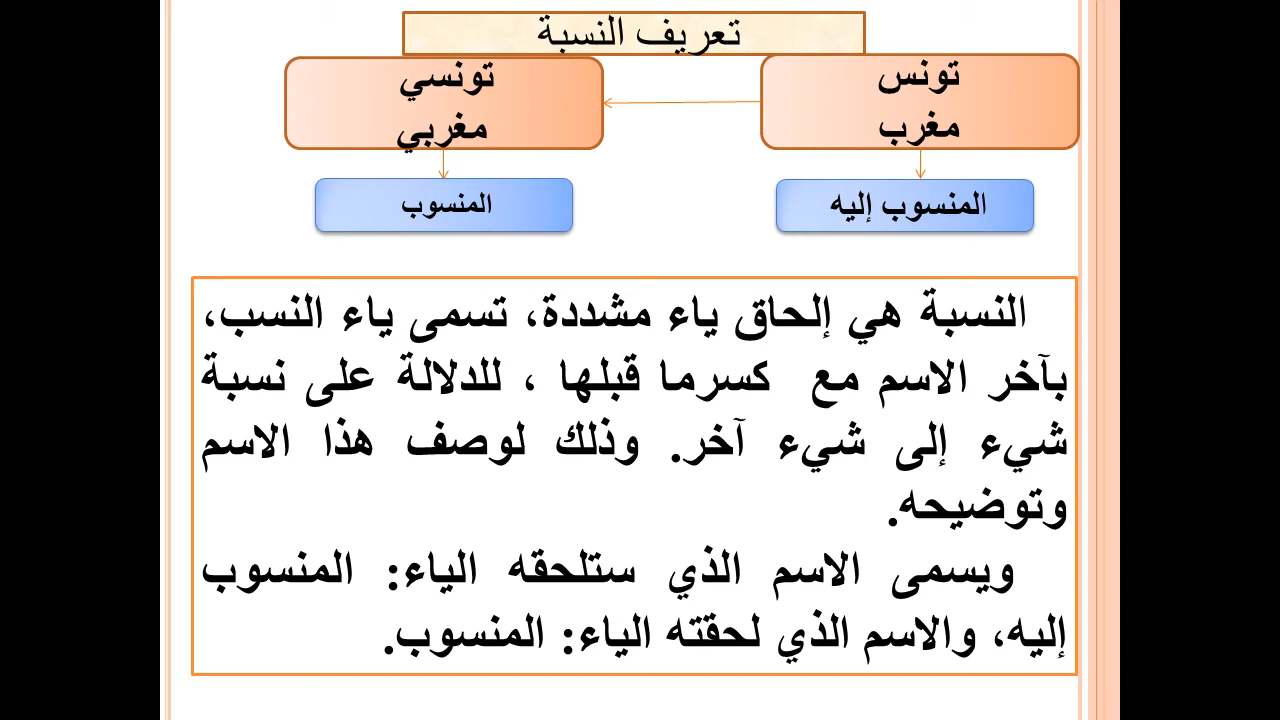 تعريف النسبة
تونس
مغرب
تونسي
مغربي
المنسوب إليه
المنسوب
النسبة هي إلحاق ياء مشددة، تسمى ياء النسب،
بآخر الاسم مع كسرما قبلها ، للدلالة على نسبة
شيء إلى شيء آخر. وذلك لوصف هذا الاسم
وتوضيحه.
ويسمى الاسم الذي ستلحقه الياء: المنسوب
إليه، والاسم الذي لحقته الياء: المنسوب.